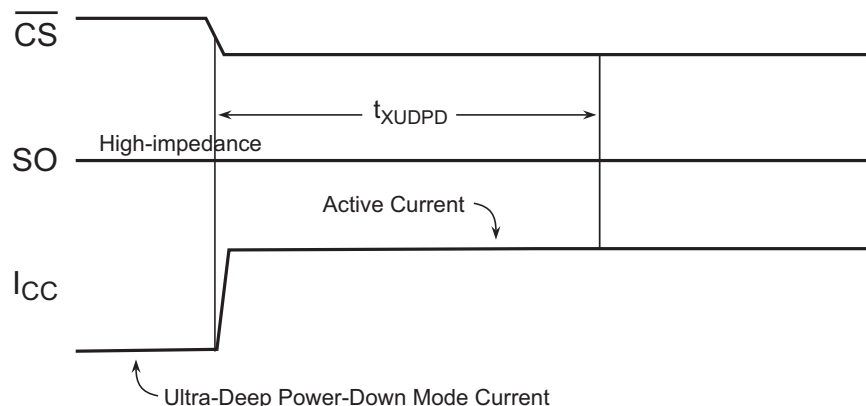 CS
tXUDPD
High-impedance
SO
Active Current
ICC
Ultra-Deep Power-Down Mode Current